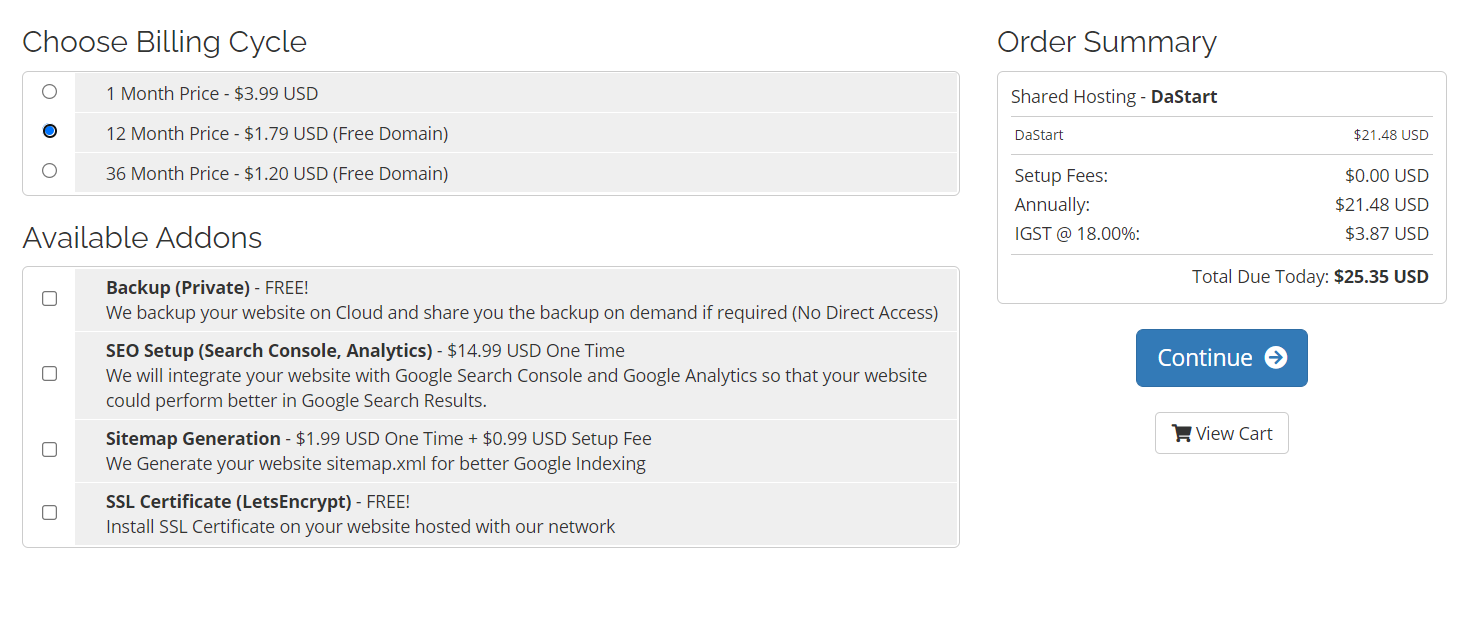 Choose Billing Cycle
1 Month Price - $3.99 USD
12 Month Price - $1.79 USD (Free Domain)
36 Month Price - $1.20 USD (Free Domain)
Available Addons
Backup (Private) - FREE!
We backup your website on Cloud and share you the backup on demand if required (No Direct Access)
SEO Setup (Search Console, Analytics) - $14.99 USD One Time
We will integrate your website with Google Search Console and Google Analytics so that your website
could perform better in Google Search Results.
Sitemap Generation - $1.99 USD One Time + $0.99 USD Setup Fee
We Generate your website sitemap.xml for better Google Indexing
SSL Certificate (LetsEncrypt) - FREE!
Install SSL Certificate on your website hosted with our network
Order Summary
Shared Hosting - DaStart
DaStart $21.48 USD
Setup Fees: $0.00 USD
Annually: $21.48 USD
IGST @ 18.00%: $3.87 USD
Total Due Today: $25.35 USD
Continue
View Cart